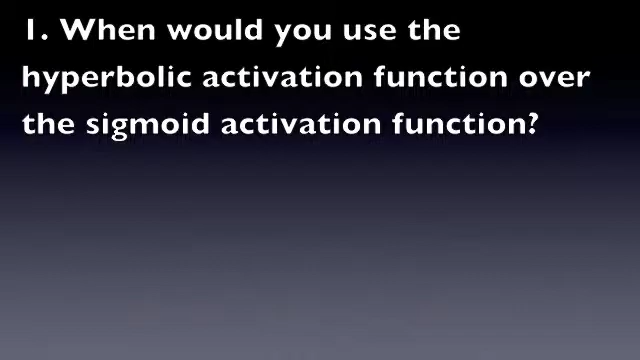 1. When would you use the
hyperbolic activation function over
the sigmoid activation function?